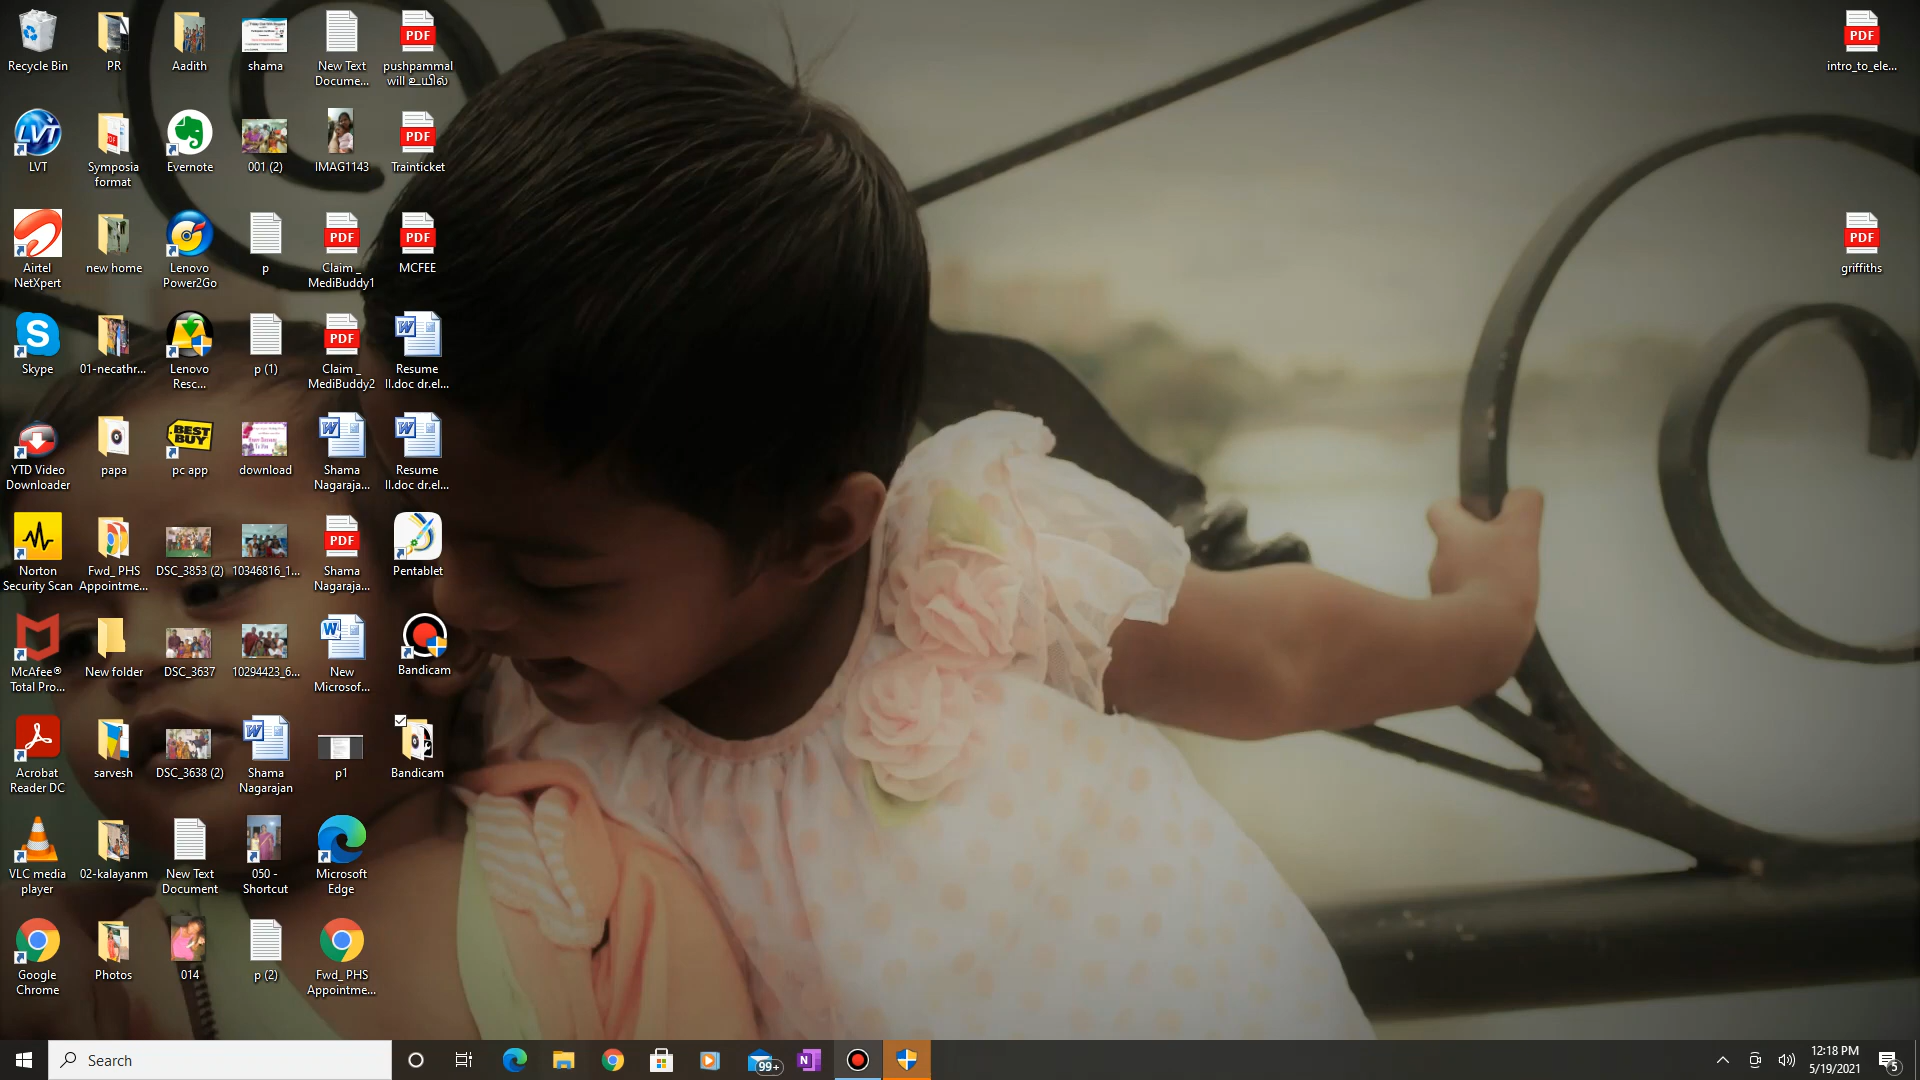 Recycle Bin
PR
Aadith
shama
New Text
Docume...
pushpammal
will உயில்
intro_to_ele...
LVT
LVT
Symposia
format
Evernote
001 (2)
IMAG1143
PDF
Trainticket
Airtel
NetXpert
new home
Lenovo
Power2Go
p
PDF
Claim _
MediBuddy1
PDF
MCFEE
PDF
griffiths
Skype
01-necathr...
Lenovo
Resc...
p (1)
PDF
Claim _
MediBuddy2
Resume
II.doc dr.el...
YTD Video
Downloader
papa
BEST
BUY
pc app
download
Shama
Nagaraja...
Resume
II.doc dr.el...
Norton
Security Scan
Fwd_ PHS
Appointme...
DSC_3853 (2)
10346816_1...
PDF
Shama
Nagaraja...
Pentablet
McAfee®
Total Pro...
New folder
DSC_3637
10294423_6...
New
Microsof...
Bandicam
Acrobat
Reader DC
sarvesh
DSC_3638 (2)
Shama
Nagarajan
p1
Bandicam
VLC media
player
02-kalayanm
New Text
Document
050 -
Shortcut
Microsoft
Edge
Google
Chrome
Photos
014
p (2)
Fwd_ PHS
Appointme...
Search
99+
12:18 PM
5/19/2021
5